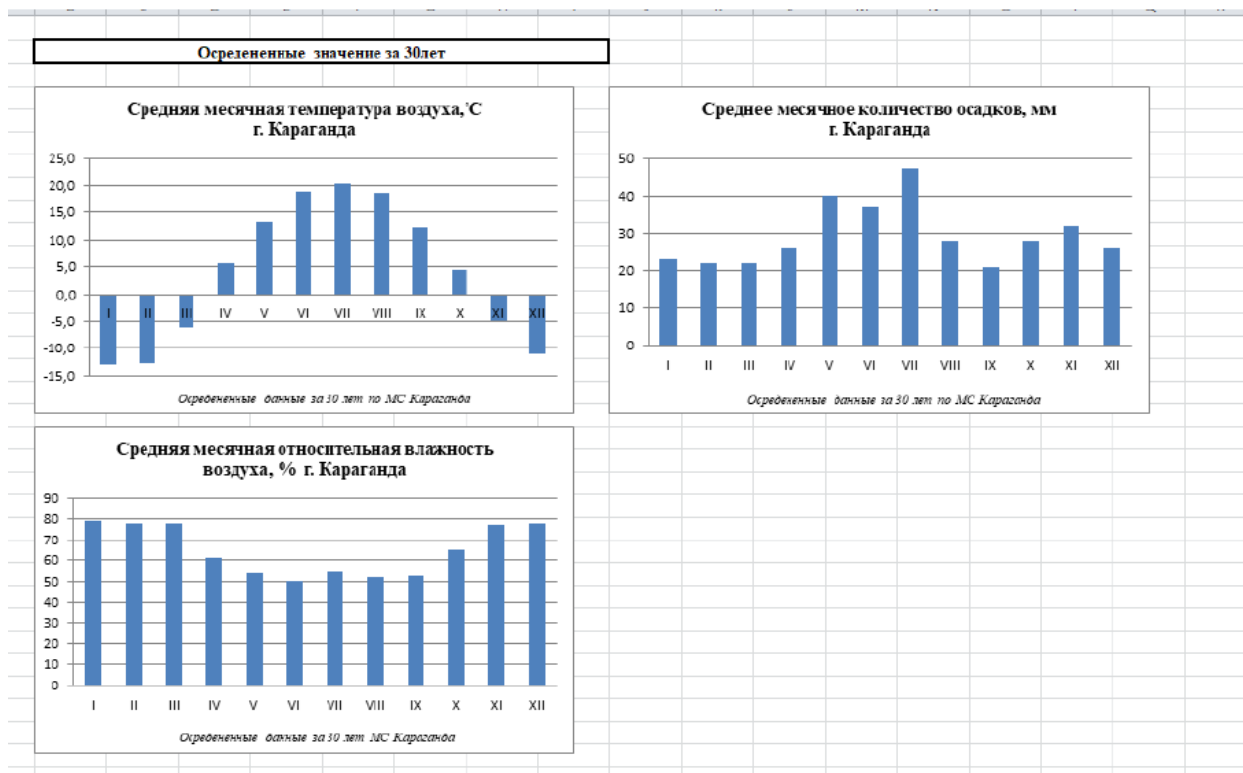 Осредененные значение за 30лет
Средняя месячная температура воздуха,°С
г. Караганда
25,0
20,0
15,0
10,0
5,0
0,0
-5,0
-10,0
-15,0
I II III IV V VI VII VIII IX X XI XII
Осредененные данные за 30 лет по МС Караганда
Среднее месячное количество осадков, мм
г. Караганда
50
40
30
20
10
0
I II III IV V VI VII VIII IX X XI XII
Осредененные данные за 30 лет по МС Караганда
Средняя месячная относительная влажность
воздуха, % г. Караганда
90
80
70
60
50
40
30
20
10
0
I II III IV V VI VII VIII IX X XI XII
Осредененные данные за 30 лет МС Караганда